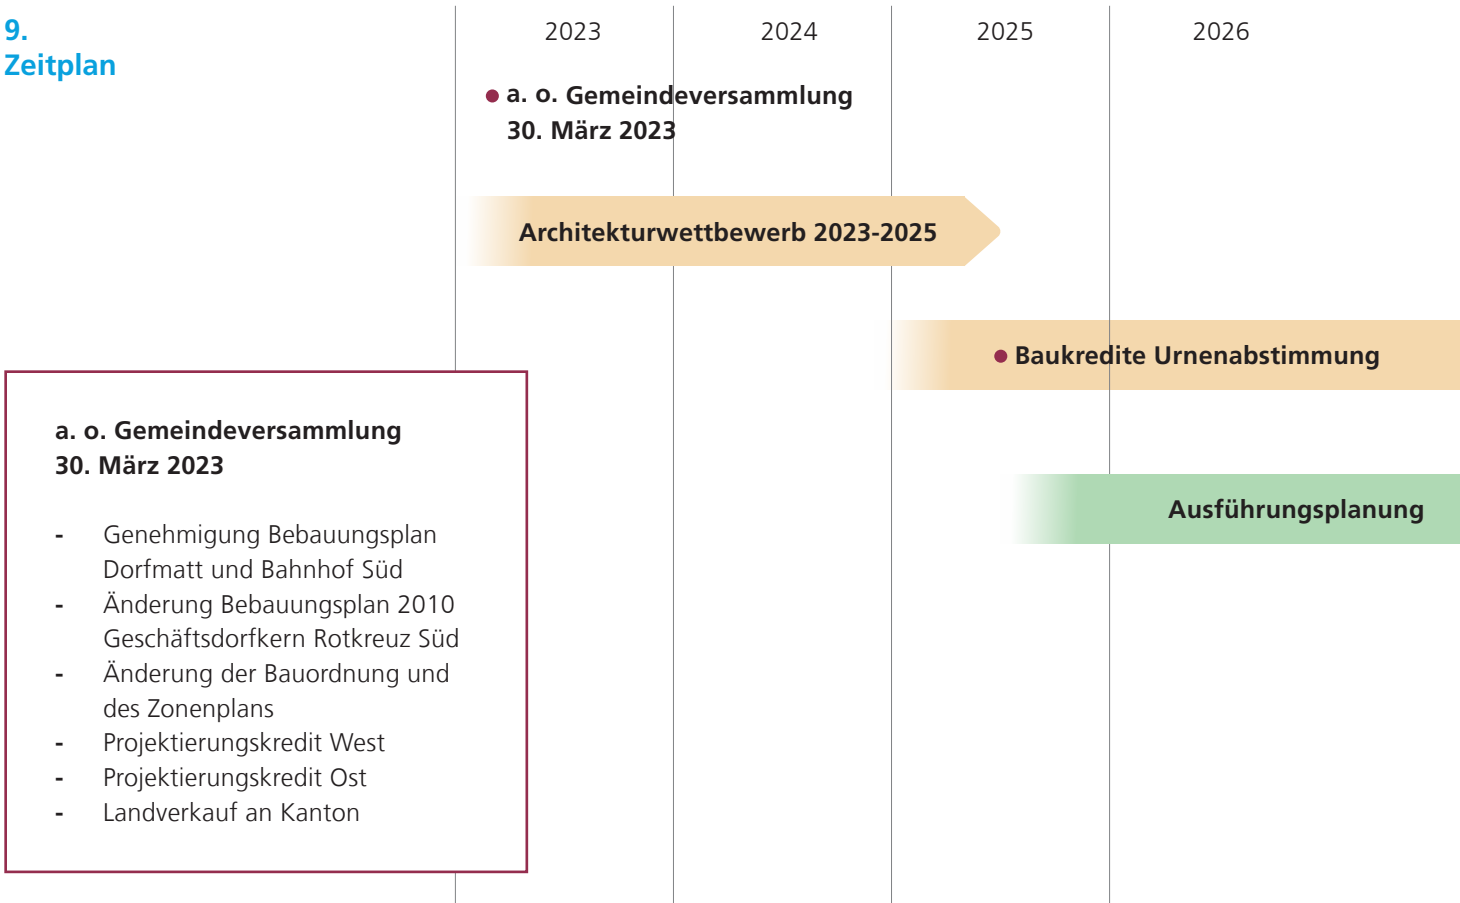 9.
Zeitplan
2023
2024
2025
2026
a. o. Gemeindeversammlung
30. März 2023
Architekturwettbewerb 2023-2025
Baukredite Urnenabstimmung
Ausführungsplanung
a. o. Gemeindeversammlung
30. März 2023
- Genehmigung Bebauungsplan
Dorfmatt und Bahnhof Süd
- Änderung Bebauungsplan 2010
Geschäftsdorfkern Rotkreuz Süd
- Änderung der Bauordnung und
des Zonenplans
- Projektierungskredit West
- Projektierungskredit Ost
- Landverkauf an Kanton